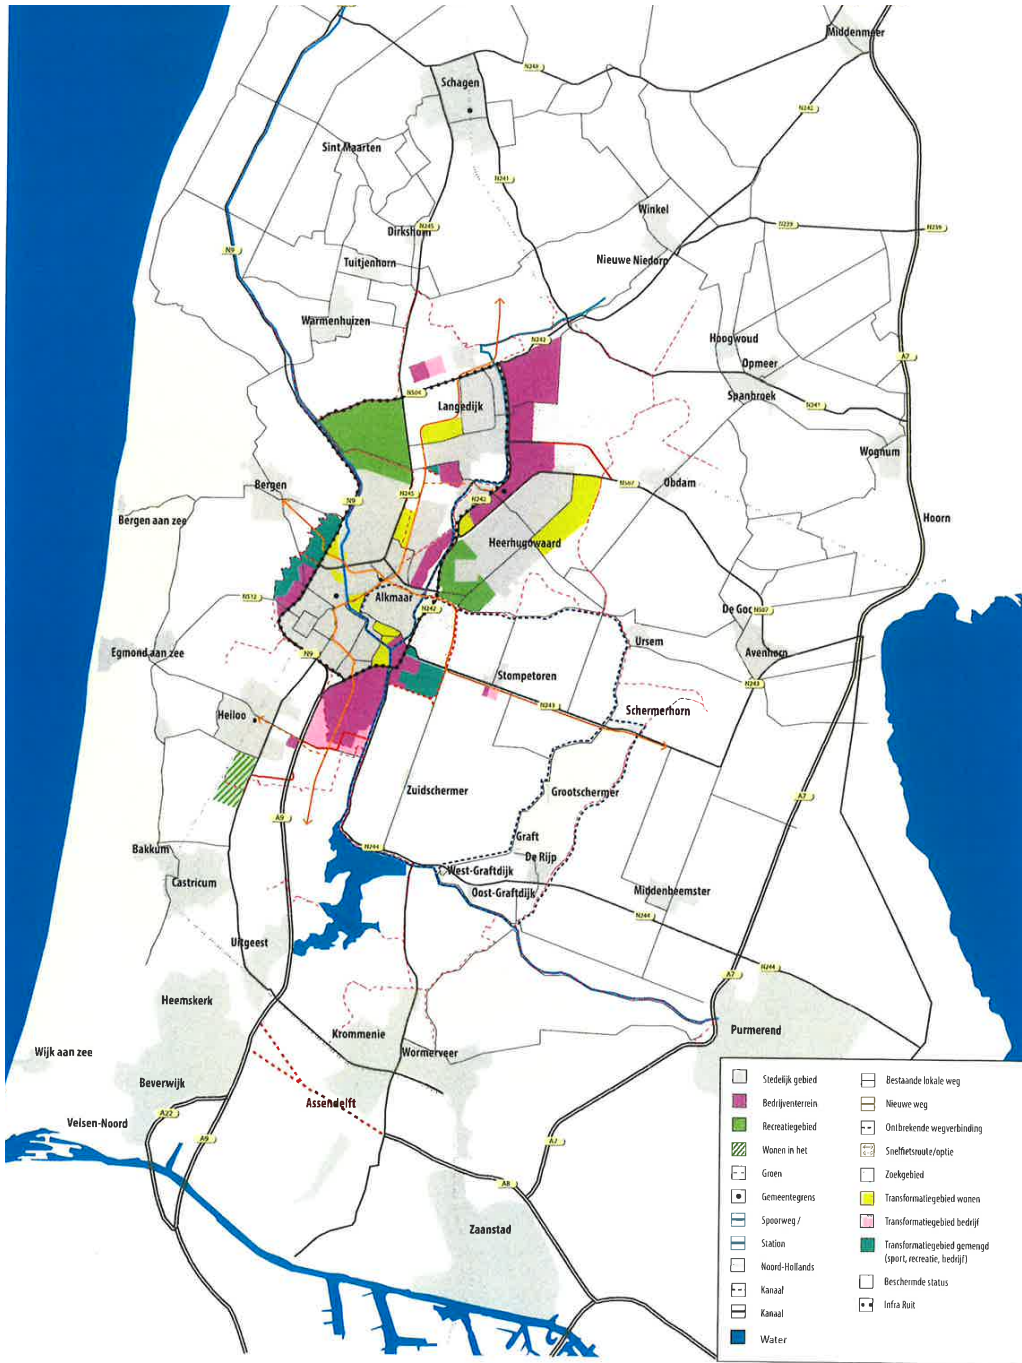 Middenmeer
N248
Schagen
N242
Sint Maarten
N241
Winkel
Dirkshorn
N245
N239
N239
N9
Tuitjenhorn
Nieuwe Niedorp
Warmenhuizen
N242
Hoogwoud
A7
Opmeer
N504
Spanbroek
Langedijk
N241
Wognum
Bergen
N507
Obdam
N9
N245
N242
Bergen aan zee
Hoorn
Heerhugowaard
N512
Alkmaar
N242
De Goo
N507
Ursem
Egmond aan zee
N9
Avenhorn
Stompetoren
N243
Schermerhorn
N243
Heiloo
Zuidschermer
Grootschermer
A7
A9
Graft
Bakkum
N244
De Rijp
West-Graftdijk
Castricum
Oost-Graftdijk
Middenbeemster
N244
Uitgeest
N244
A7
Heemskerk
Krommenie
Purmerend
Wijk aan zee
Wormerveer
Beverwijk
Assendelft
A22
Velsen-Noord
A9
A7
A8
Zaanstad
Stedelijk gebied
Bedrijventerrein
Recreatiegebied
Wonen in het
Groen
Gemeentegrens
Spoorweg /
Station
Noord-Hollands
Kanaal
Kanaal
Water
Bestaande lokale weg
Nieuwe weg
Ontbrekende wegverbinding
Snelfietsroute/optie
Zoekgebied
Transformatiegebied wonen
Transformatiegebied bedrijf
Transformatiegebied gemengd
(sport, recreatie, bedrijf)
Beschermde status
Infra Ruit